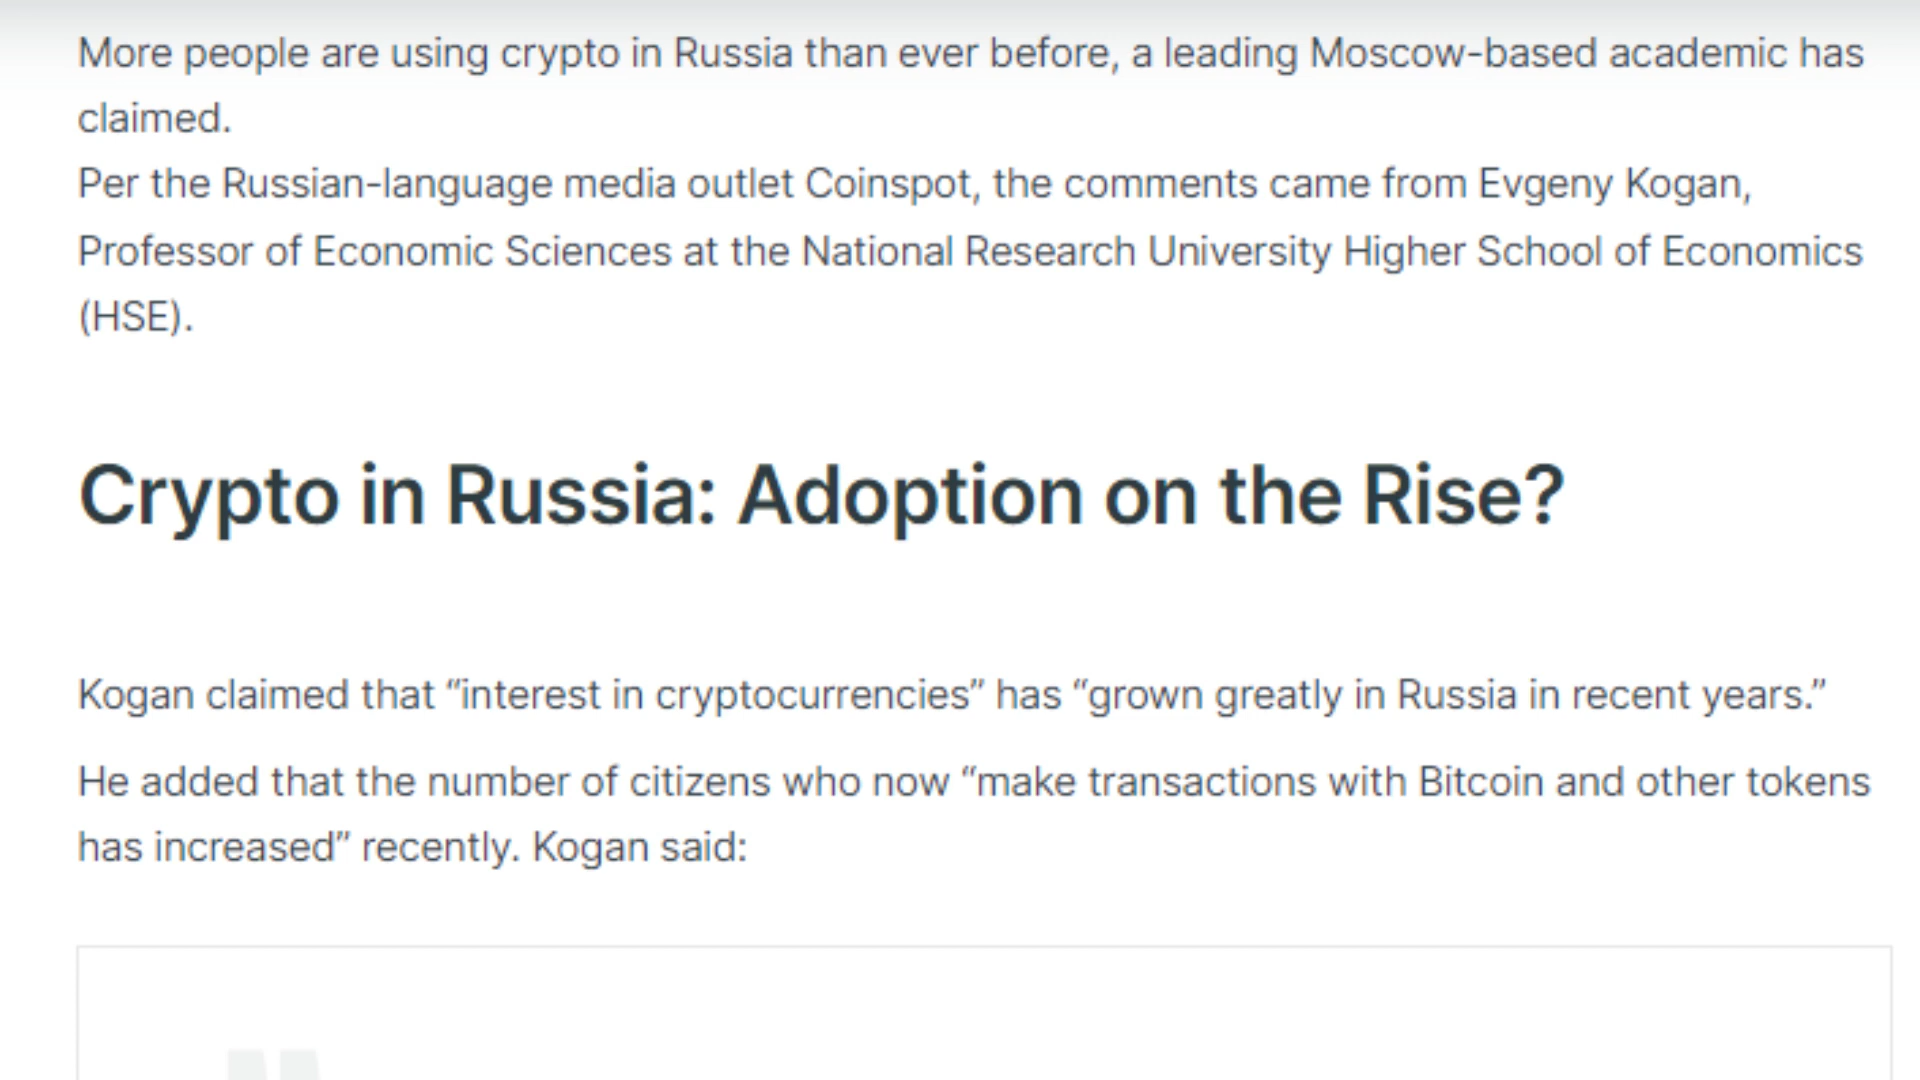 More people are using crypto in Russia than ever before, a leading Moscow-based academic has
claimed.
Per the Russian-language media outlet Coinspot, the comments came from Evgeny Kogan,
Professor of Economic Sciences at the National Research University Higher School of Economics
(HSE).
Crypto in Russia: Adoption on the Rise?
Kogan claimed that “interest in cryptocurrencies” has “grown greatly in Russia in recent years.”
He added that the number of citizens who now “make transactions with Bitcoin and other tokens
has increased” recently. Kogan said: